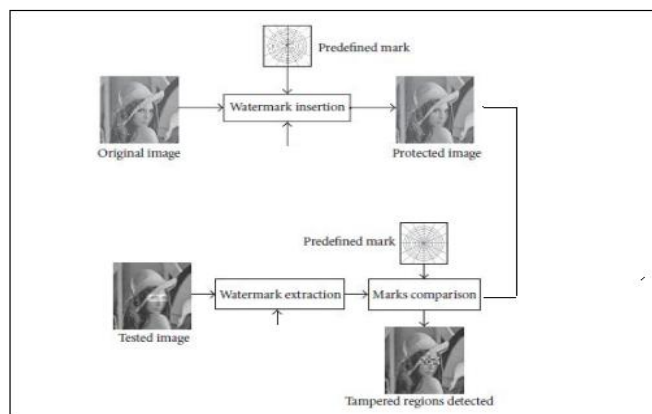 Predefined mark
Watermark insertion
Original image
Protected image
Predefined mark
Watermark extraction
Marks comparison
Tested image
Tampered regions detected